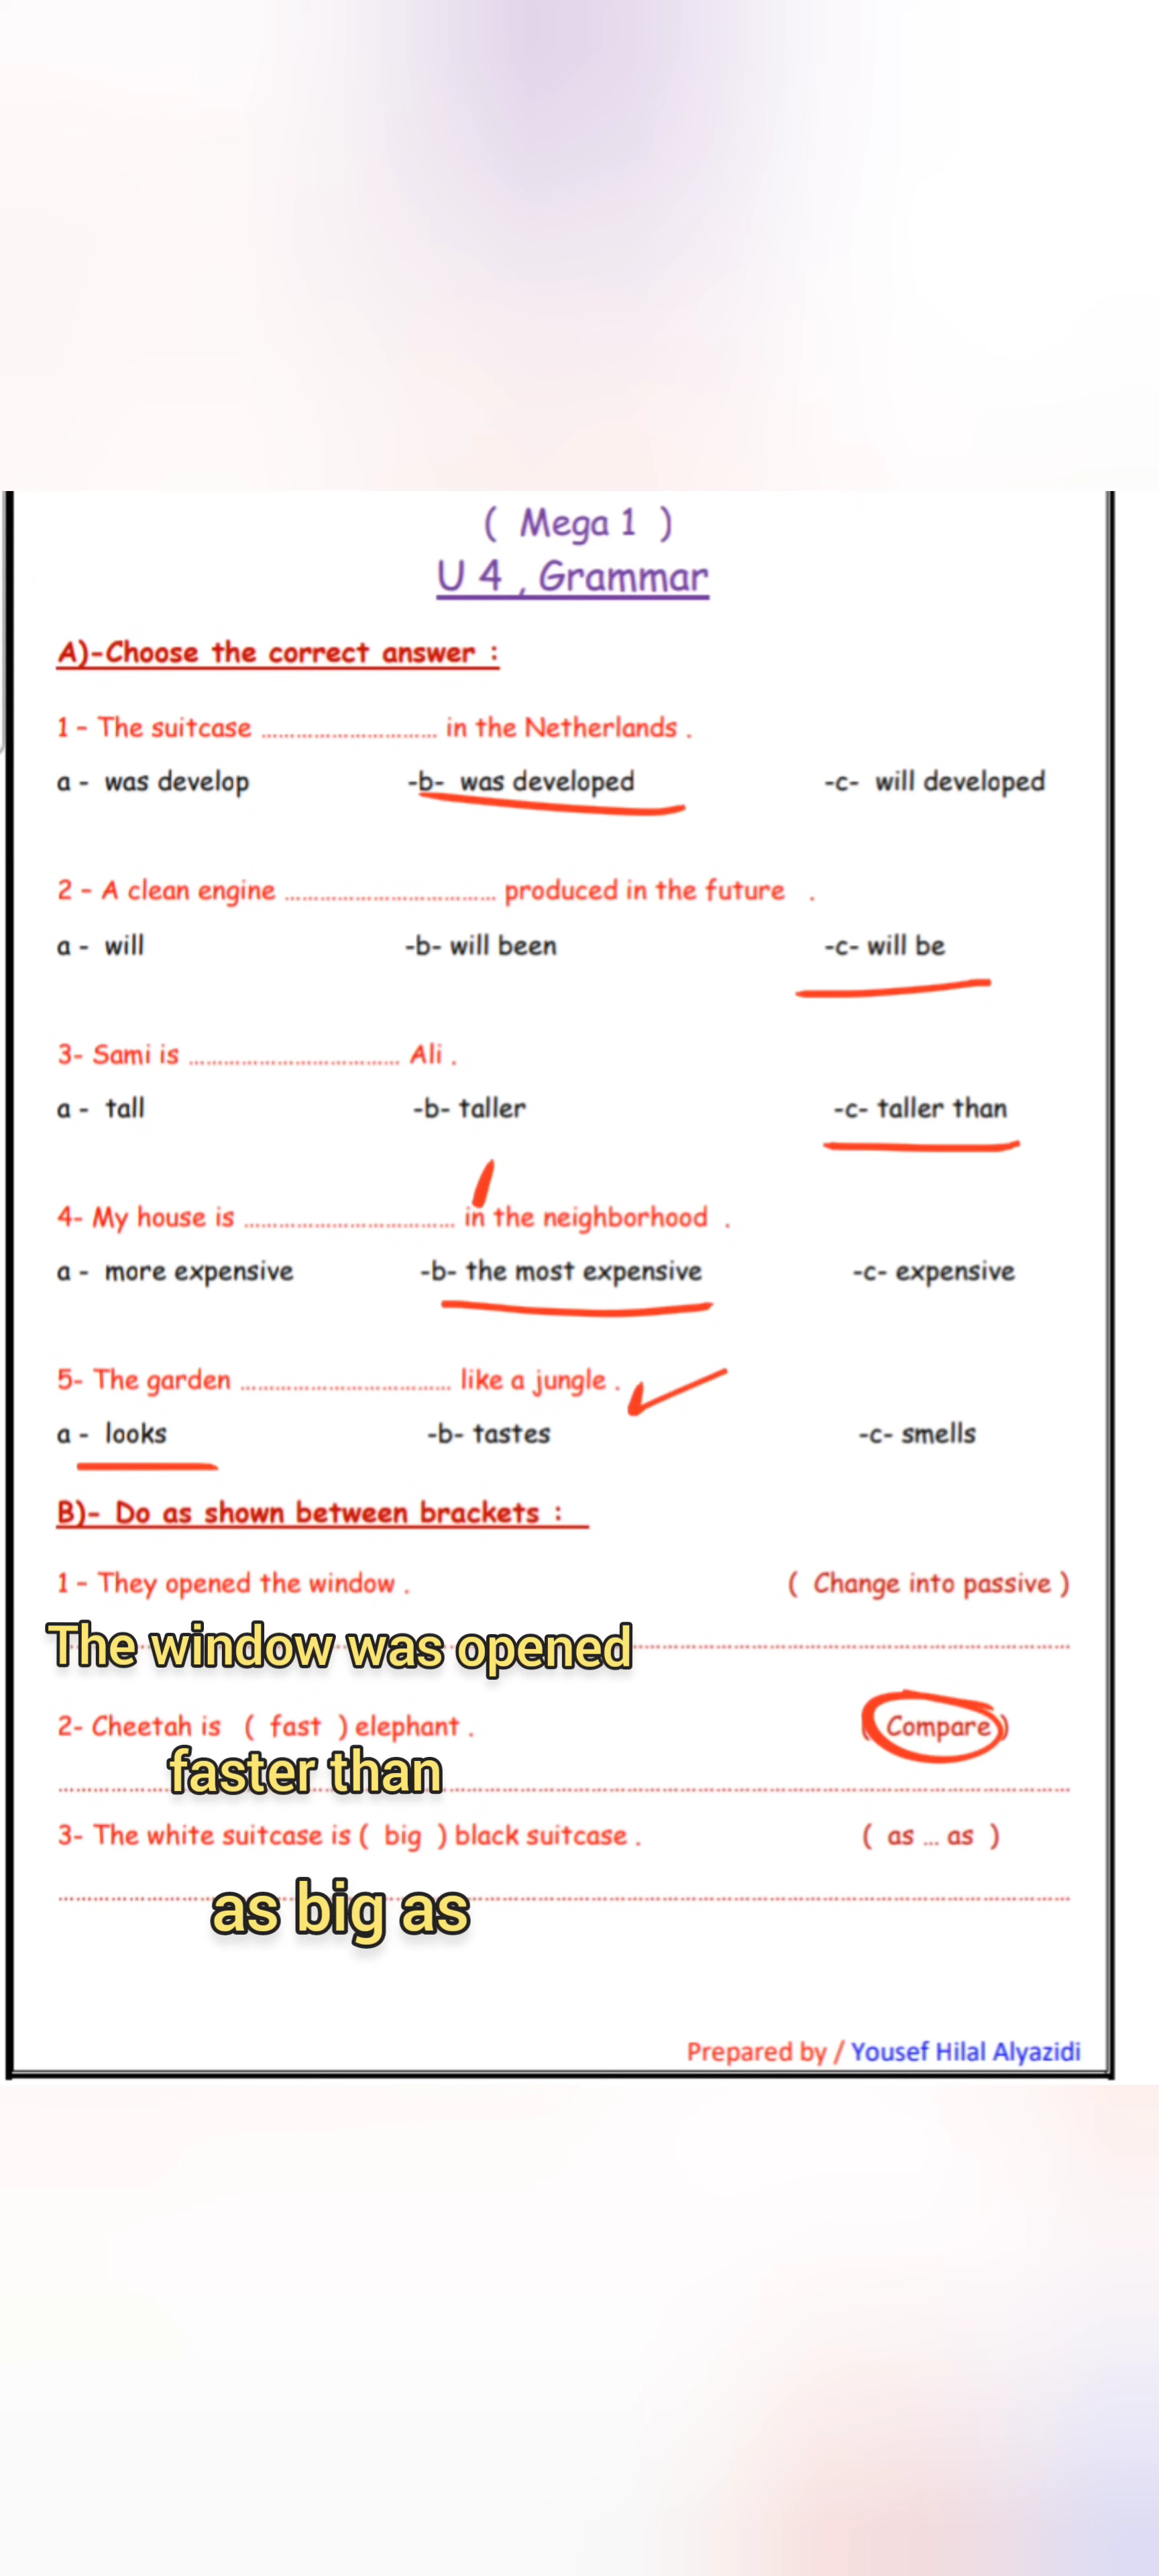 ( Mega 1 )
U 4 , Grammar
A)-Choose the correct answer :
1 - The suitcase .............................. in the Netherlands .
a - was develop -b- was developed -c- will developed
2 - A clean engine .................................... produced in the future .
a - will -b- will been -c- will be
3- Sami is .................................... Ali .
a - tall -b- taller -c- taller than
4- My house is .................................... in the neighborhood .
a - more expensive -b- the most expensive -c- expensive
5- The garden .................................... like a jungle .
a - looks -b- tastes -c- smells
B)- Do as shown between brackets :
1 - They opened the window . ( Change into passive )
The window was opened
2- Cheetah is ( fast ) elephant . ( Compare )
faster than
3- The white suitcase is ( big ) black suitcase . ( as ... as )
as big as
Prepared by / Yousef Hilal Alyazidi